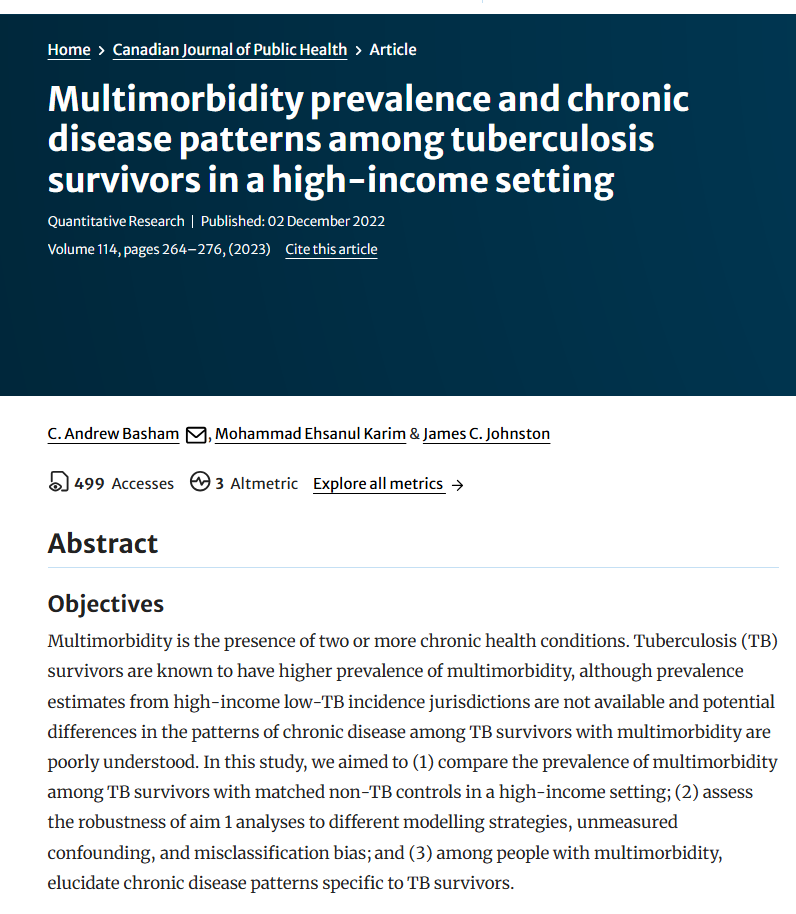 Home > Canadian Journal of Public Health > Article
Multimorbidity prevalence and chronic
disease patterns among tuberculosis
survivors in a high-income setting
Quantitative Research | Published: 02 December 2022
Volume 114, pages 264–276, (2023) Cite this article
C. Andrew Basham, Mohammad Ehsanul Karim & James C. Johnston
499 Accesses 3 Altmetric Explore all metrics →
Abstract
Objectives
Multimorbidity is the presence of two or more chronic health conditions. Tuberculosis (TB)
survivors are known to have higher prevalence of multimorbidity, although prevalence
estimates from high-income low-TB incidence jurisdictions are not available and potential
differences in the patterns of chronic disease among TB survivors with multimorbidity are
poorly understood. In this study, we aimed to (1) compare the prevalence of multimorbidity
among TB survivors with matched non-TB controls in a high-income setting; (2) assess
the robustness of aim 1 analyses to different modelling strategies, unmeasured
confounding, and misclassification bias; and (3) among people with multimorbidity,
elucidate chronic disease patterns specific to TB survivors.